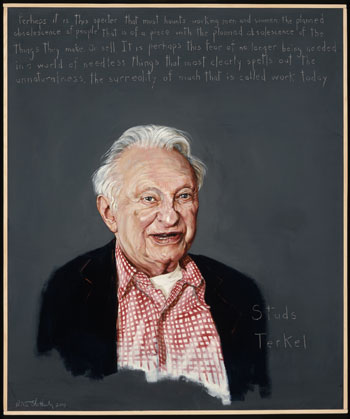 Perhaps it is this specter that most haunts working men and women: the planned
obsolescence of people that is of a piece with the planned obsolescence of the
things they make. Or sell. It is perhaps this fear of no longer being needed
in a world of needless things that most clearly spells out the
unnaturalness, the surreality of much that is called work today.
Studs
Terkel